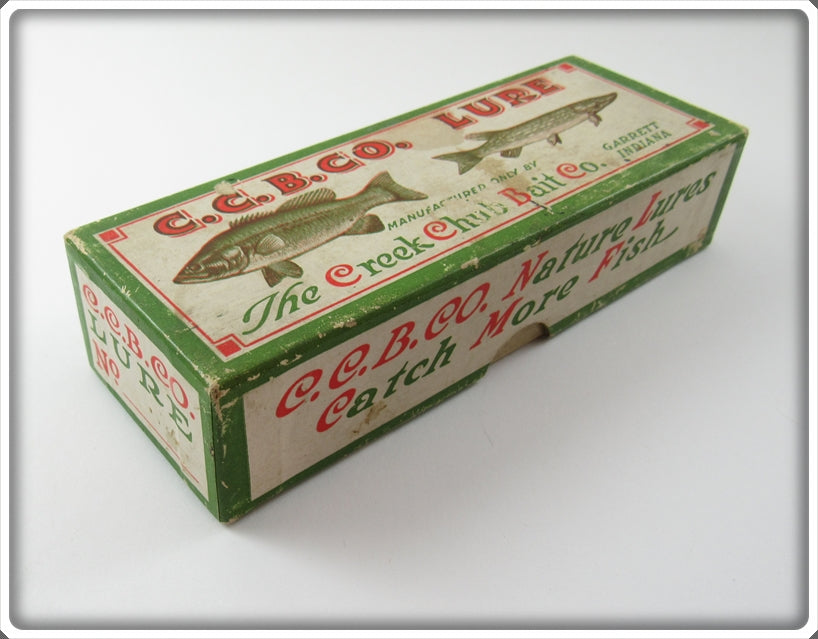 C.C.B.CO. LURE
MANUFACTURED ONLY BY
The Creek Chub Bait Co.
GARRETT
INDIANA
C.C.B.CO.
LURE
No
C.C.B.CO. Nature Lures
Catch More Fish